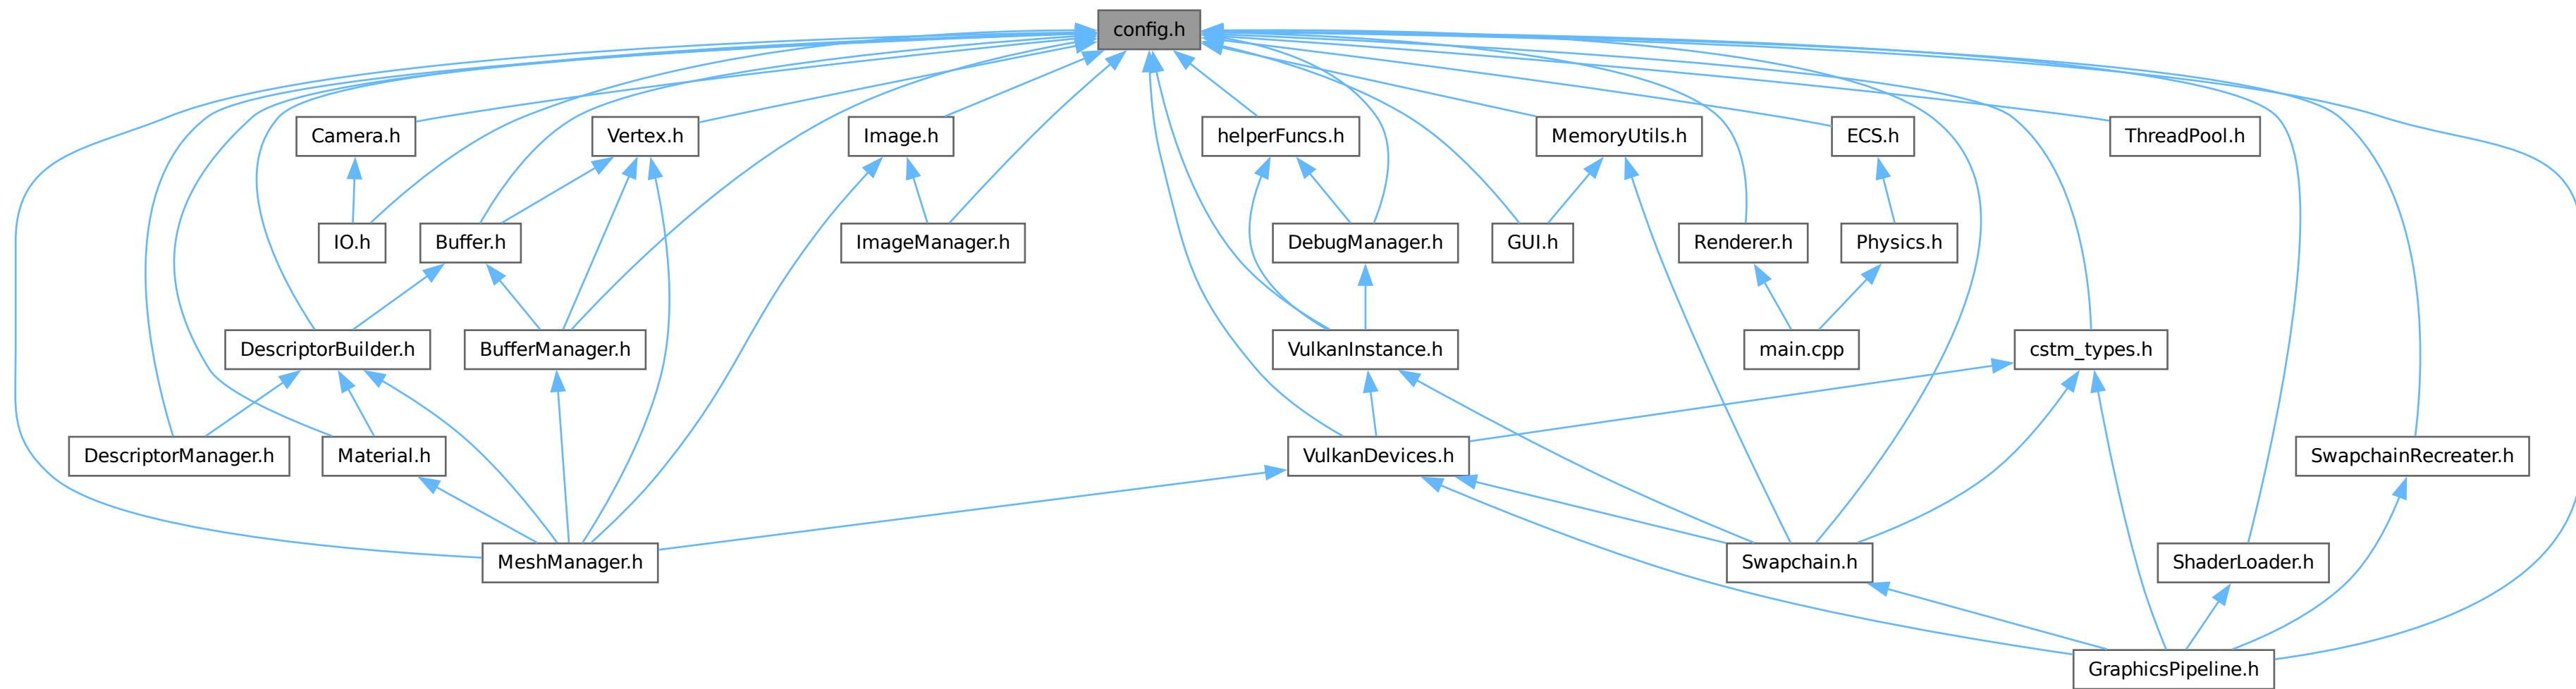 config.h
Camera.h
Vertex.h
Image.h
helperFuncs.h
MemoryUtils.h
ECS.h
ThreadPool.h
IO.h
Buffer.h
ImageManager.h
DebugManager.h
GUI.h
Renderer.h
Physics.h
DescriptorBuilder.h
BufferManager.h
VulkanInstance.h
main.cpp
cstm_types.h
DescriptorManager.h
Material.h
VulkanDevices.h
SwapchainRecreater.h
MeshManager.h
Swapchain.h
ShaderLoader.h
GraphicsPipeline.h